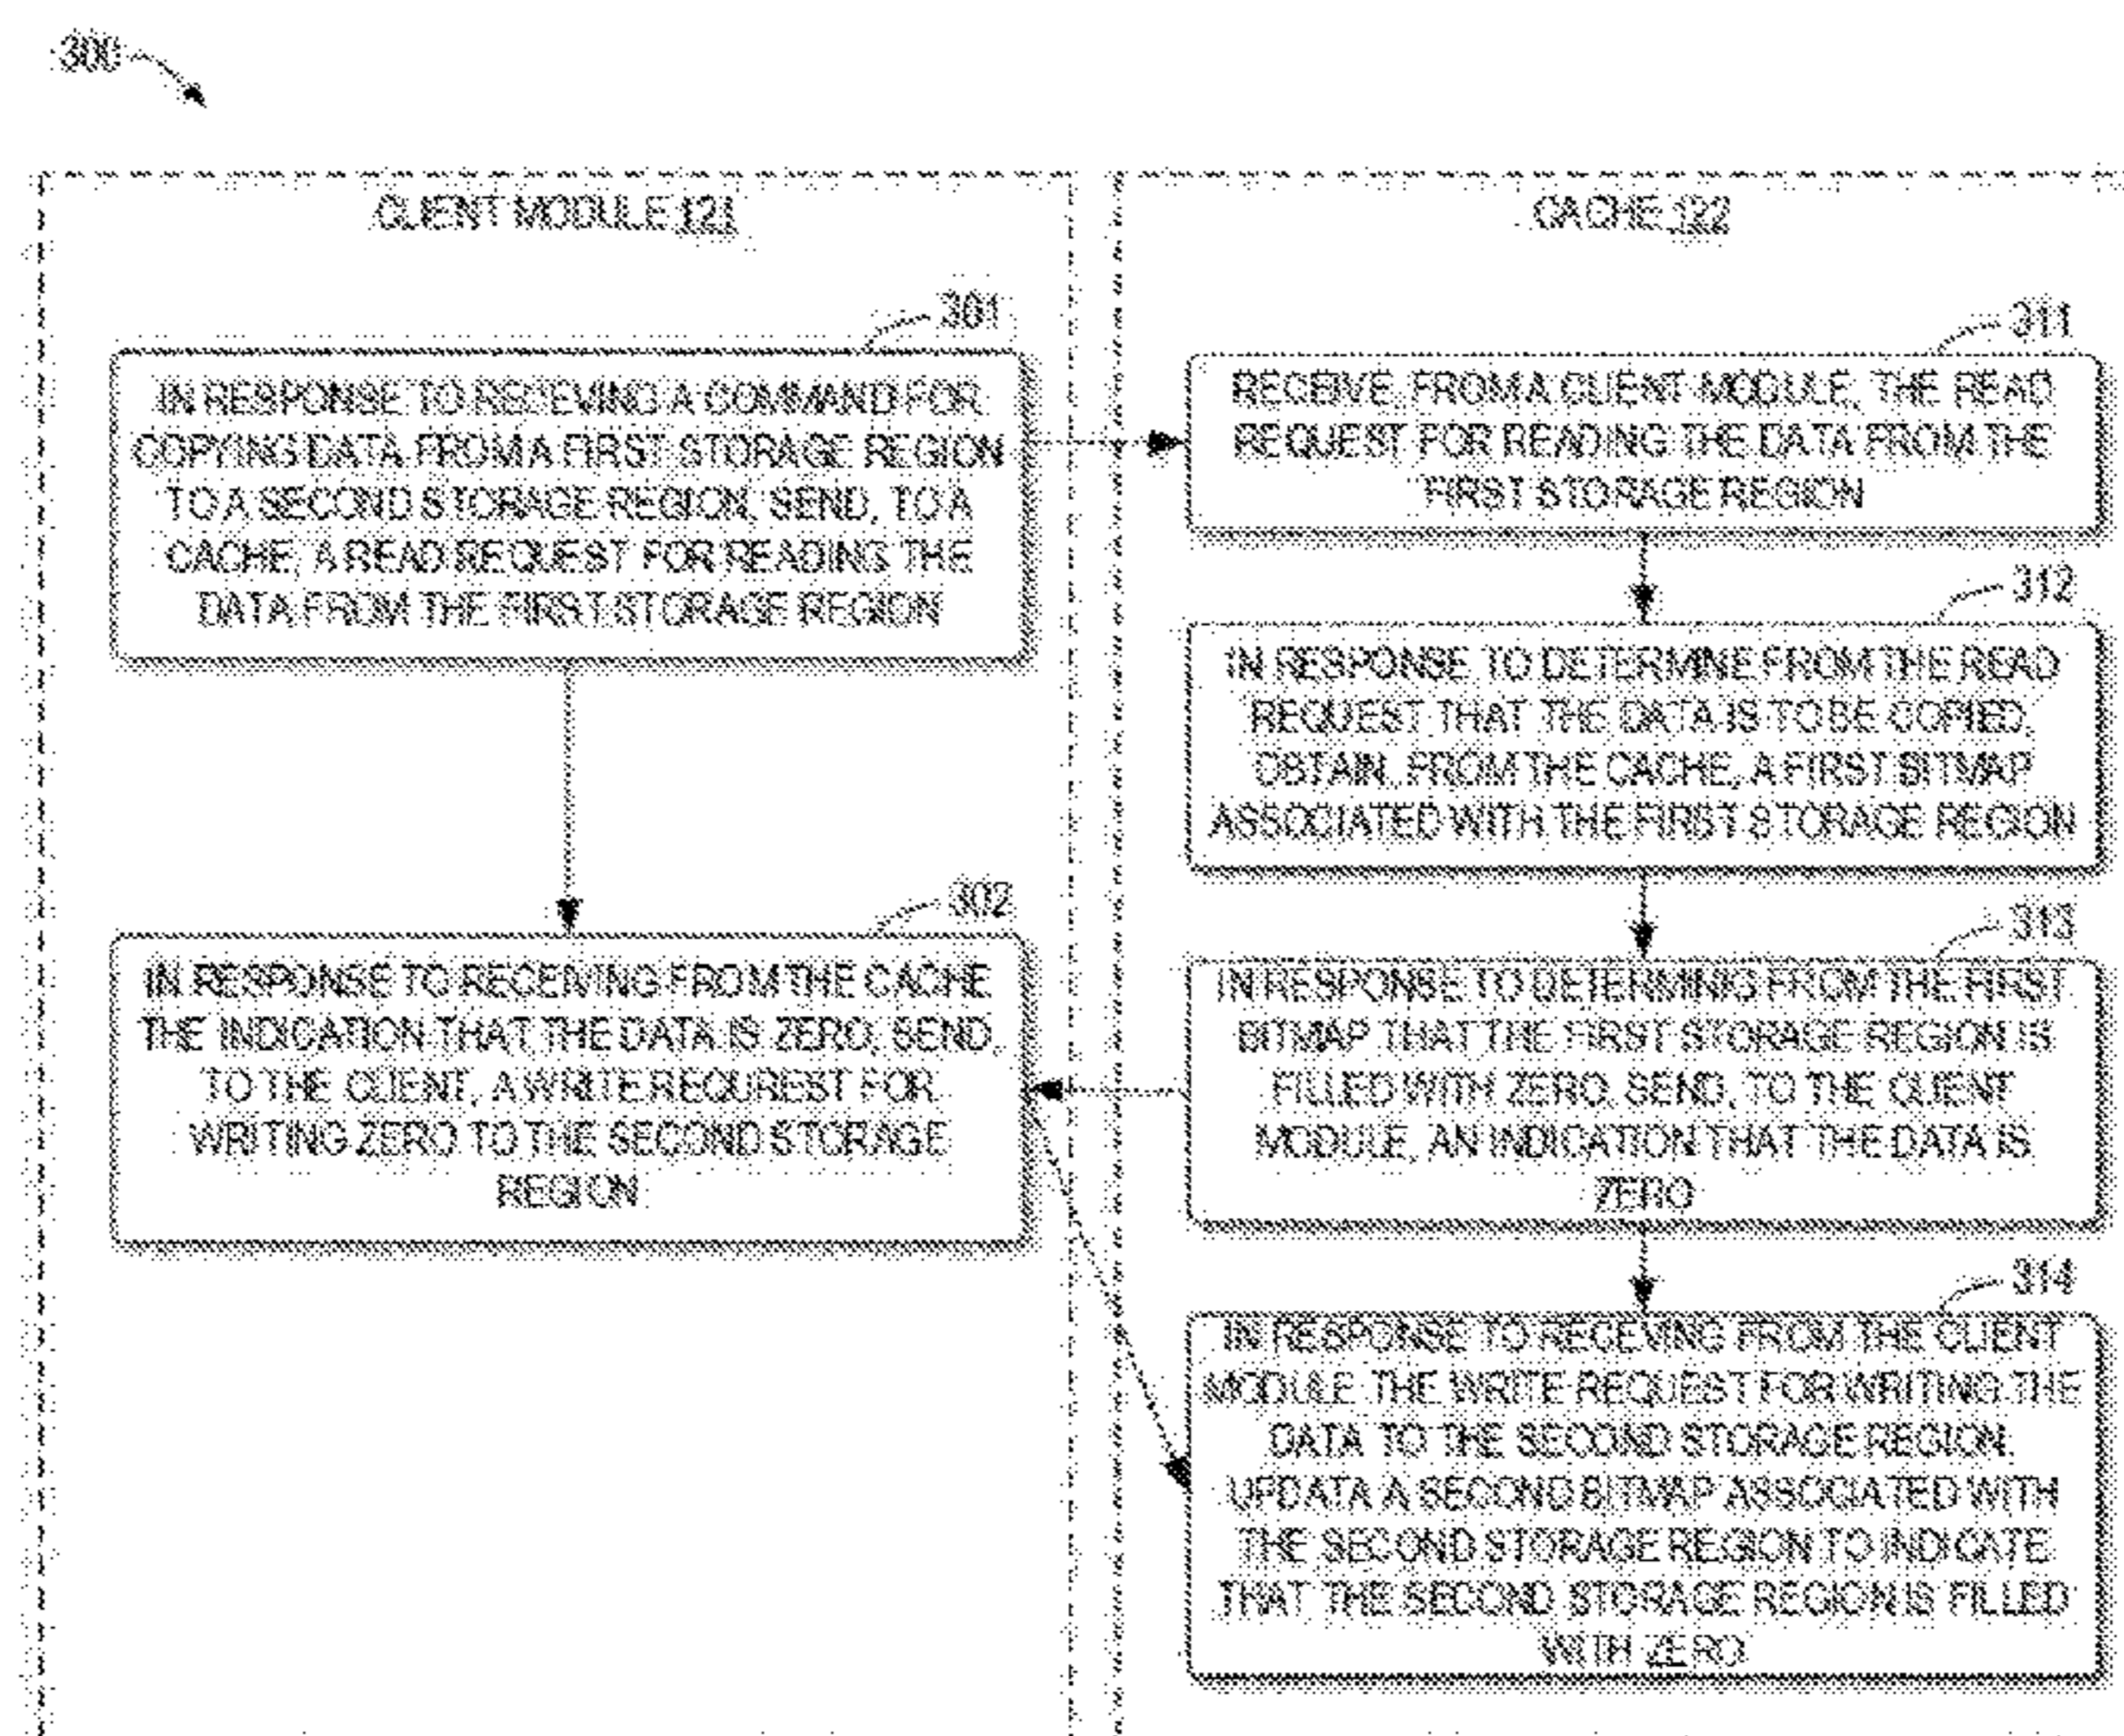 300
CLIENT MODULE 121
301
IN RESPONSE TO RECEIVING A COMMAND FOR
COPYING DATA FROM A FIRST STORAGE REGION
TO A SECOND STORAGE REGION, SEND, TO A
CACHE, A READ REQUEST FOR READING THE
DATA FROM THE FIRST STORAGE REGION
302
IN RESPONSE TO RECEIVING FROM THE CACHE
THE INDICATION THAT THE DATA IS ZERO, SEND,
TO THE CLIENT, A WRITE REQUREST FOR
WRITING ZERO TO THE SECOND STORAGE
REGION
CACHE 122
311
RECEIVE, FROM A CLIENT MODULE, THE READ
REQUEST FOR READING THE DATA FROM THE
FIRST STORAGE REGION
312
IN RESPONSE TO DETERMINE FROM THE READ
REQUEST THAT THE DATA IS TO BE COPIED,
OBTAIN, FROM THE CACHE, A FIRST BITMAP
ASSOCIATED WITH THE FIRST STORAGE REGION
313
IN RESPONSE TO DETERMINIG FROM THE FIRST
BITMAP THAT THE FIRST STORAGE REGION IS
FILLED WITH ZERO, SEND, TO THE CLIENT
MODULE, AN INDICATION THAT THE DATA IS
ZERO
314
IN RESPONSE TO RECEVING FROM THE CLIENT
MODULE THE WRITE REQUEST FOR WRITING THE
DATA TO THE SECOND STORAGE REGION,
UPDATA A SECOND BITMAP ASSOCIATED WITH
THE SECOND STORAGE REGION TO INDICATE
THAT THE SECOND STORAGE REGION IS FILLED
WITH ZERO